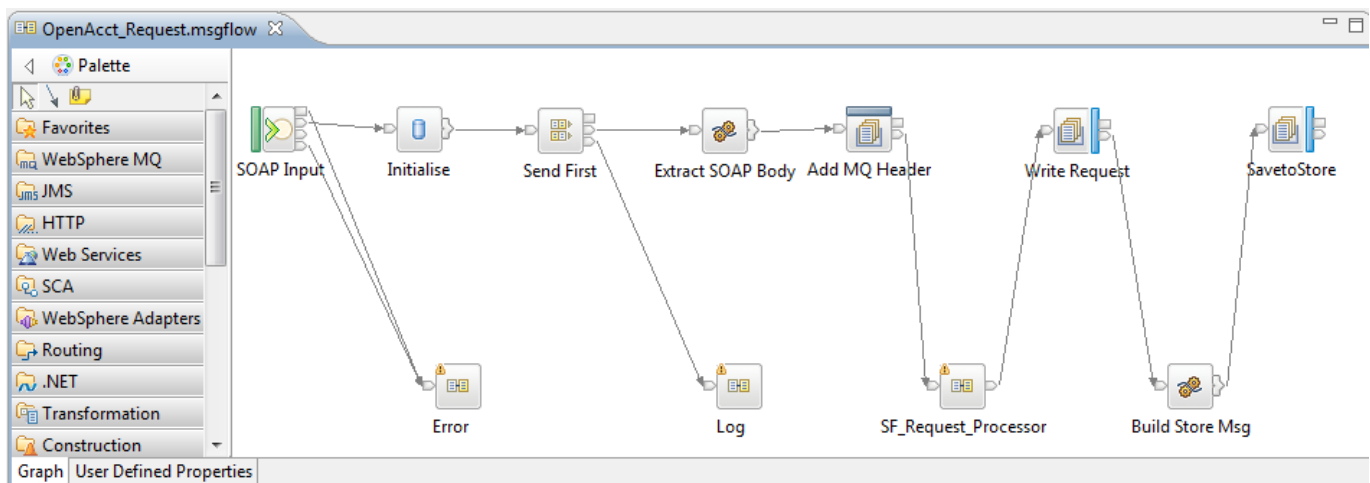 OpenAcct_Request.msgflow
Palette
Favorites
WebSphere MQ
JMS
HTTP
Web Services
SCA
WebSphere Adapters
Routing
.NET
Transformation
Construction
SOAP Input
Initialise
Send First
Extract SOAP Body
Add MQ Header
Write Request
SavetoStore
Error
Log
SF_Request_Processor
Build Store Msg
Graph
User Defined Properties